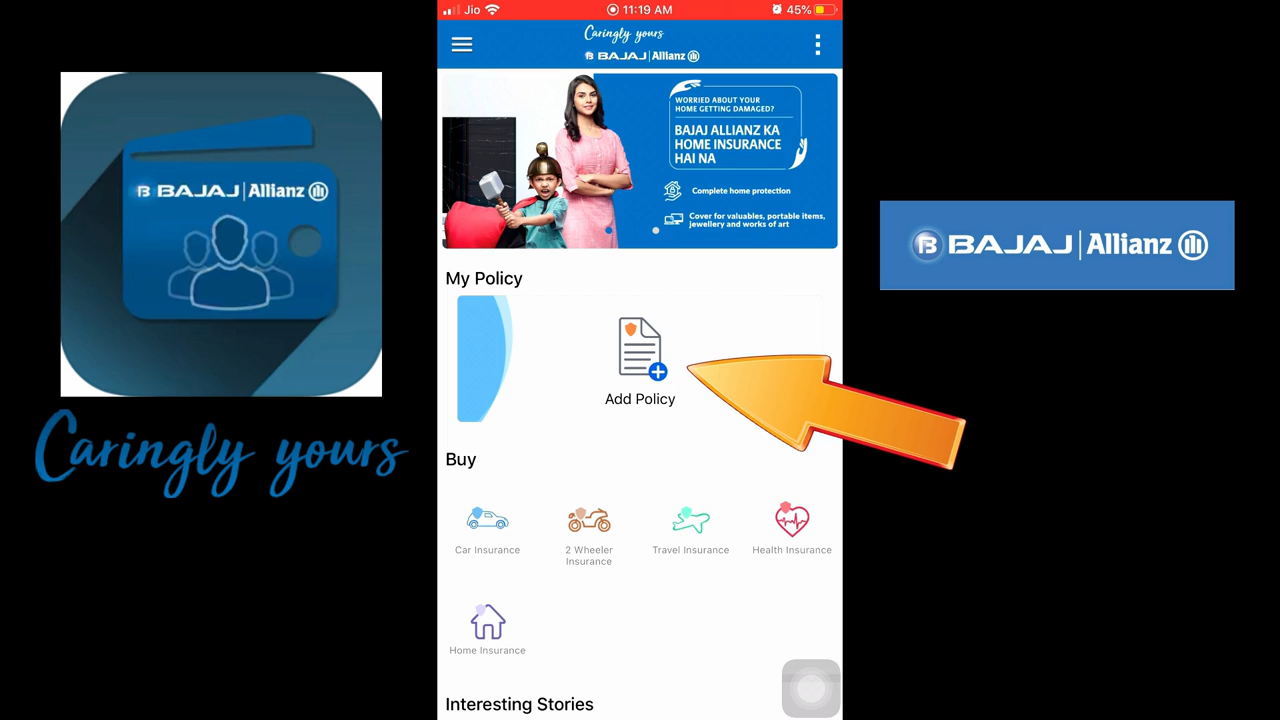 Jio
11:19 AM
45%
Caringly yours
B BAJAJ | Allianz
WORRIED ABOUT YOUR
HOME GETTING DAMAGED?
BAJAJ ALLIANZ KA
HOME INSURANCE
HAI NA
Complete home protection
Cover for valuables, portable items,
jewellery and works of art
B BAJAJ | Allianz
Caringly yours
B BAJAJ | Allianz
My Policy
Add Policy
Buy
Car Insurance
2 Wheeler
Insurance
Travel Insurance
Health Insurance
Home Insurance
Interesting Stories